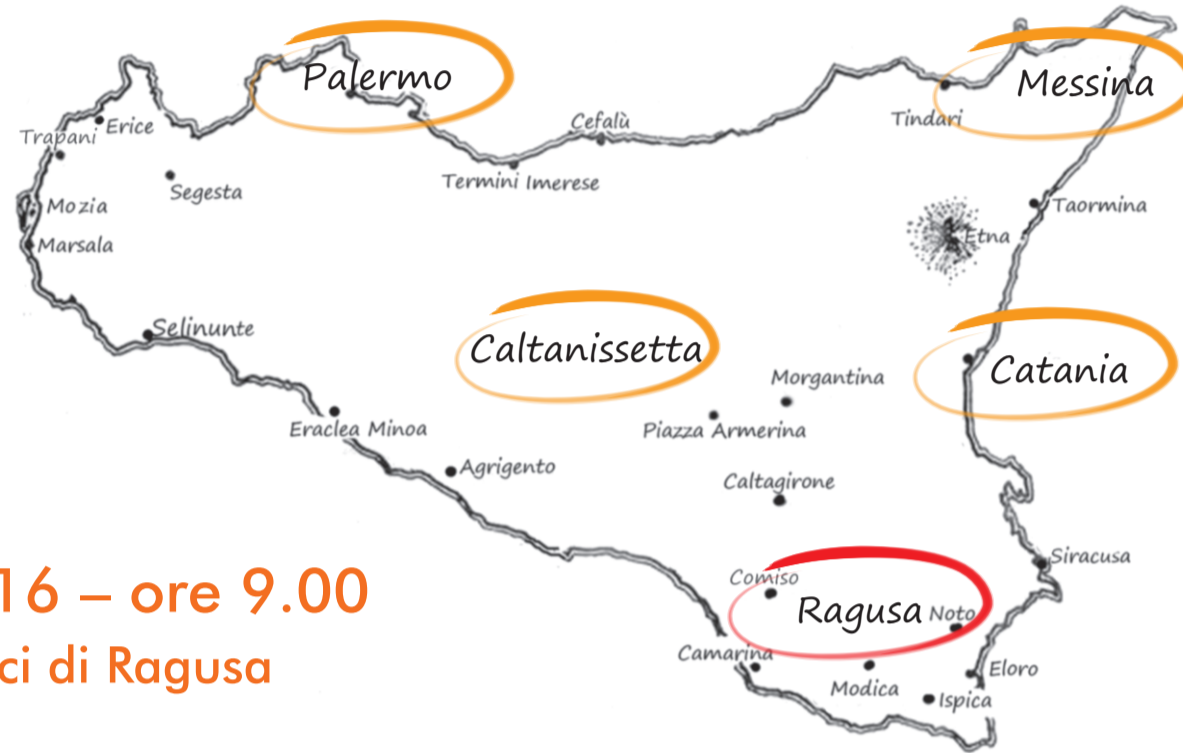 Palermo
Messina
Tindari
Cefalù
Erice
Trapani
Termini Imerese
Segesta
Mozia
Taormina
Etna
Marsala
Selinunte
Caltanissetta
Catania
Morgantina
Eraclea Minoa
Piazza Armerina
Agrigento
Caltagirone
Siracusa
Comiso
16 – ore 9.00
Ragusa
Noto
Camarina
ci di Ragusa
Eloro
Modica
Ispica